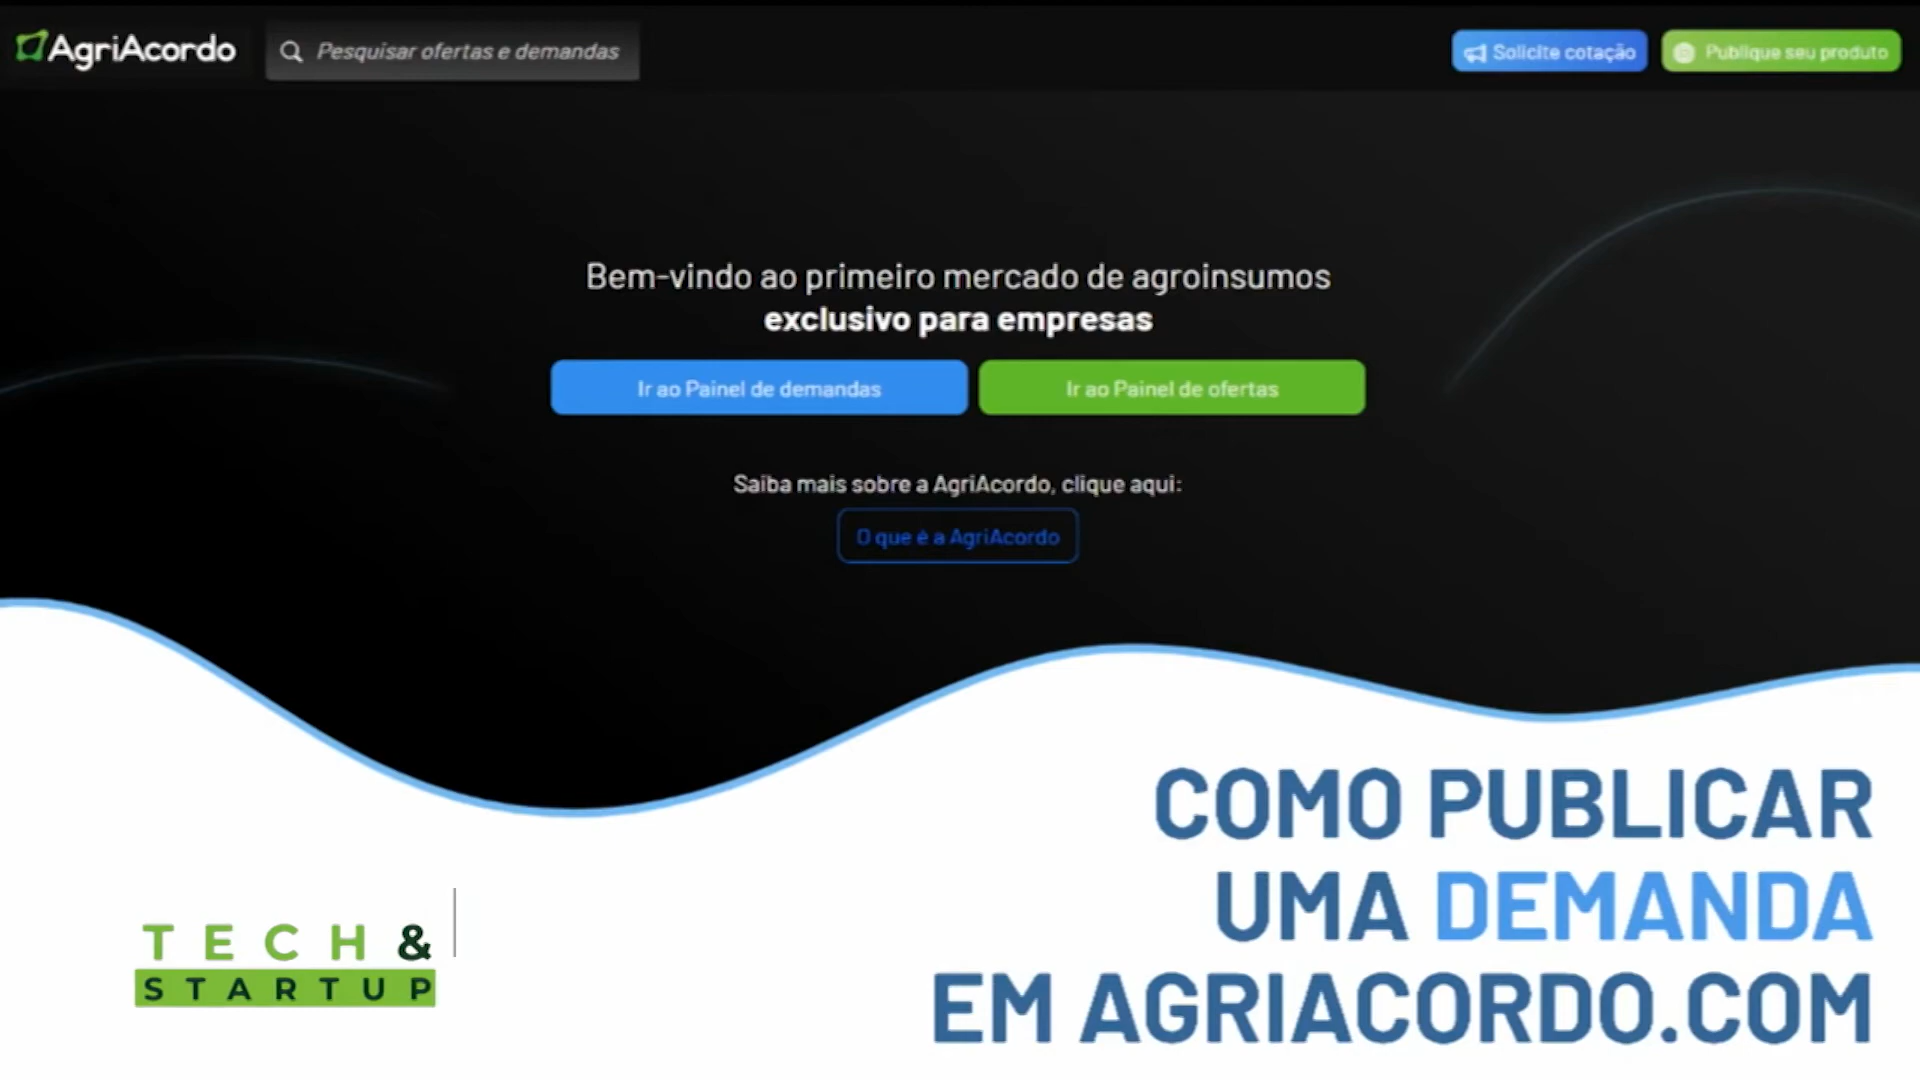 AgriAcordo
Pesquisar ofertas e demandas
Solicite cotação
Publique seu produto
Bem-vindo ao primeiro mercado de agroinsumos
exclusivo para empresas
Ir ao Painel de demandas
Ir ao Painel de ofertas
Saiba mais sobre a AgriAcordo, clique aqui:
O que é a AgriAcordo
COMO PUBLICAR
UMA DEMANDA
EM AGRIACORDO.COM
TECH &
STARTUP